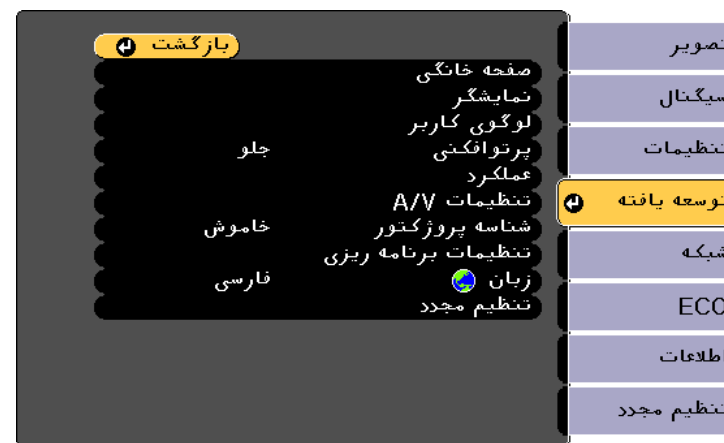 بازگشت
صفحه خانگی
نمایشگر
لوگوی کاربر
پرتوافکنی جلو
عملکرد
تنظیمات A/V
شناسه پروژکتور خاموش
تنظیمات برنامه ریزی
زبان فارسی
تنظیم مجدد
تصویر
سیگنال
تنظیمات
توسعه یافته
شبکه
ECO
اطلاعات
تنظیم مجدد